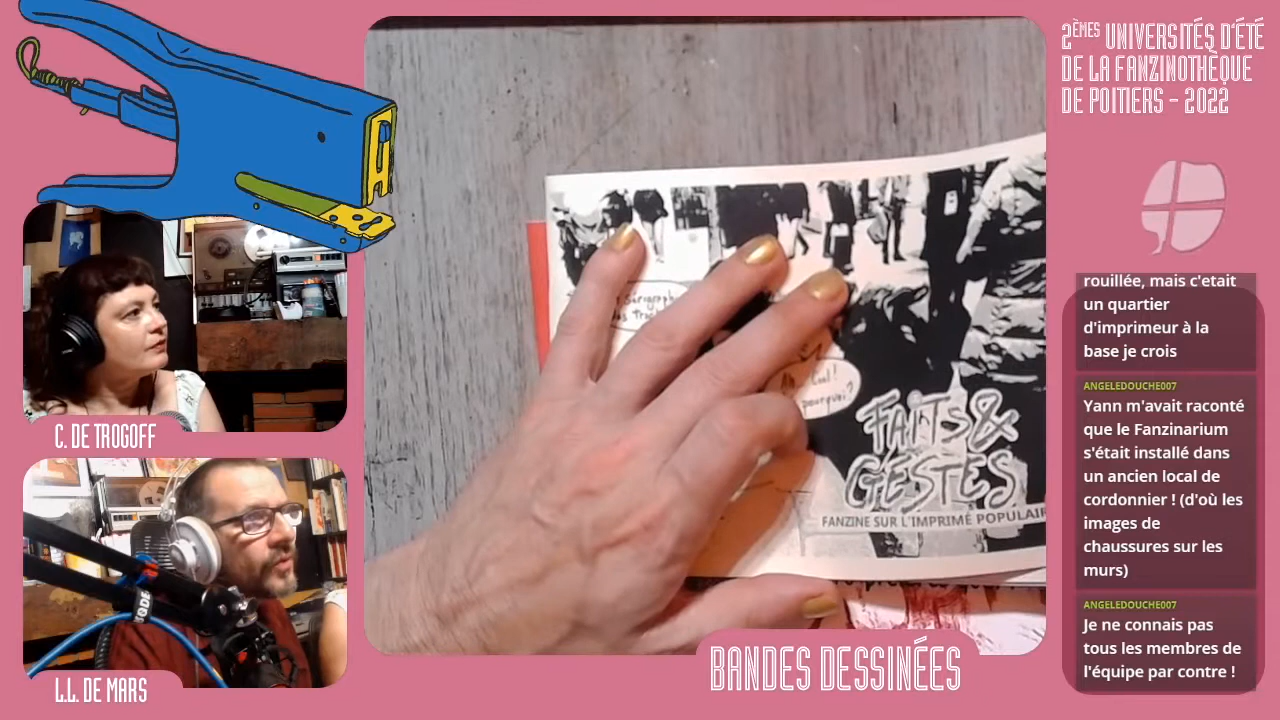 2ÈMES UNIVERSITÉS D'ÉTÉ
DE LA FANZINOTHÈQUE
DE POITIERS - 2022
C. DE TROGOFF
L.L. DE MARS
FAITS &
GESTES
FANZINE SUR L'IMPRIMÉ POPULAIR
pourquoi?
BANDES DESSINÉES
rouillée, mais c'etait
un quartier
d'imprimeur à la
base je crois
ANGELEDOUCHE007
Yann m'avait raconté
que le Fanzinarium
s'était installé dans
un ancien local de
cordonnier ! (d'où les
images de
chaussures sur les
murs)
ANGELEDOUCHE007
Je ne connais pas
tous les membres de
l'équipe par contre !